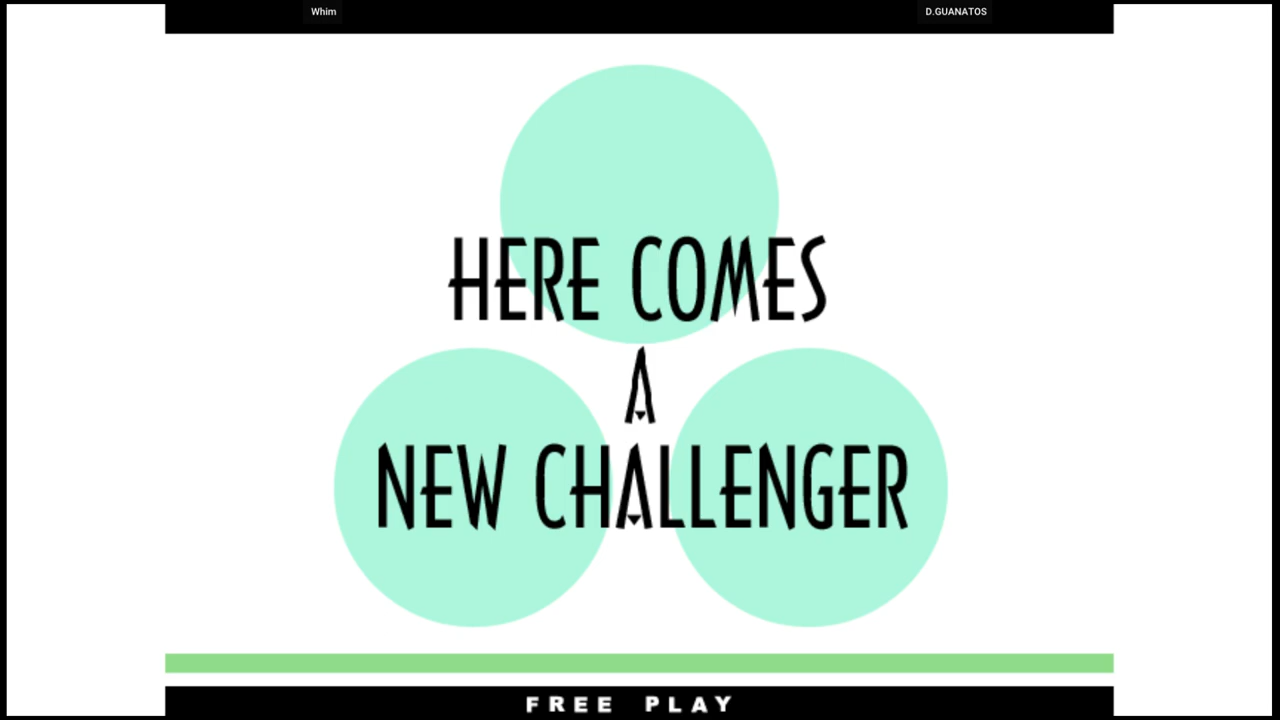 Whim
D.GUANATOS
HERE COMES
A
NEW CHALLENGER
FREE PLAY